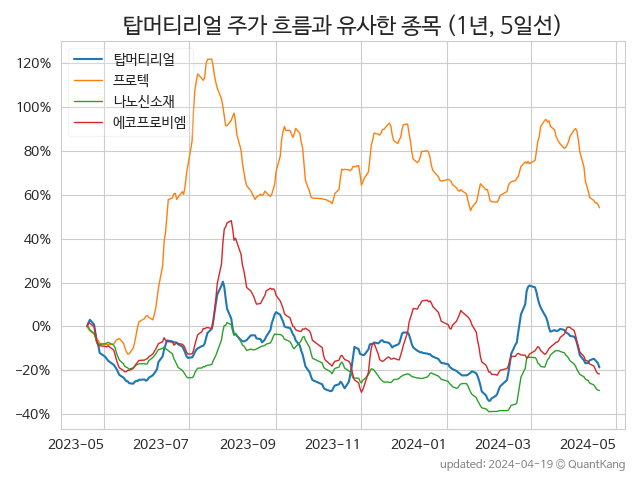 탑머티리얼 주가 흐름과 유사한 종목 (1년, 5일선)
탑머티리얼
프로텍
나노신소재
에코프로비엠
120%
100%
80%
60%
40%
20%
0%
−20%
−40%
2023-05 2023-07 2023-09 2023-11 2024-01 2024-03 2024-05
updated: 2024-04-19 © QuantKang